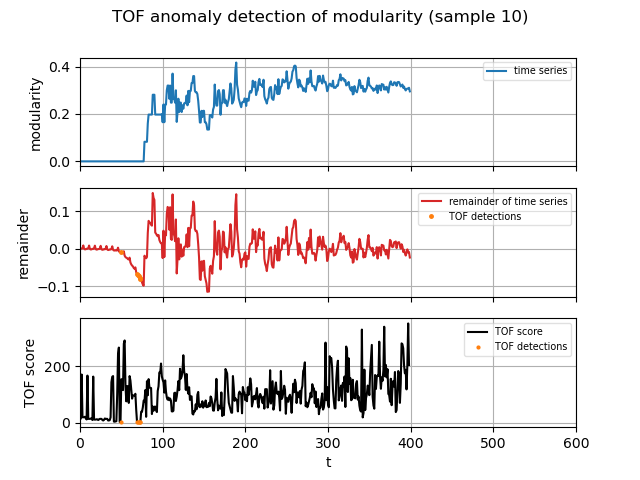 TOF anomaly detection of modularity (sample 10)
0.4
0.2
0.0
modularity
time series
0.1
0.0
−0.1
remainder
remainder of time series
TOF detections
200
0
TOF score
TOF score
TOF detections
0 100 200 300 400 500 600
t